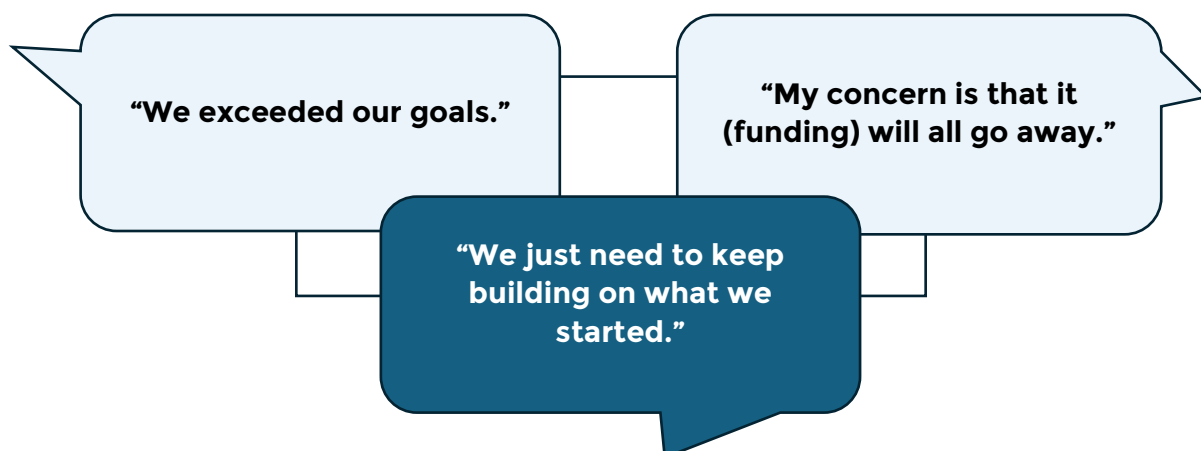 “We exceeded our goals.”
“My concern is that it
(funding) will all go away.”
“We just need to keep
building on what we
started.”